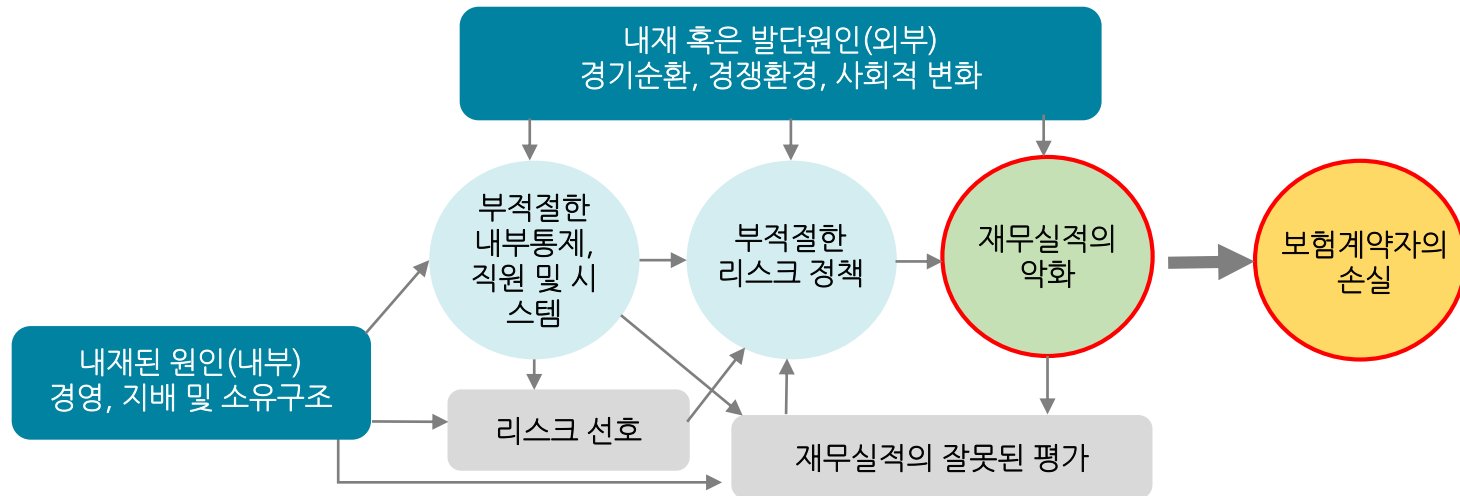 내재 혹은 발단원인(외부)
경기순환, 경쟁환경, 사회적 변화
부적절한
내부통제,
직원 및 시
스템
부적절한
리스크 정책
재무실적의
악화
보험계약자의
손실
내재된 원인(내부)
경영, 지배 및 소유구조
리스크 선호
재무실적의 잘못된 평가